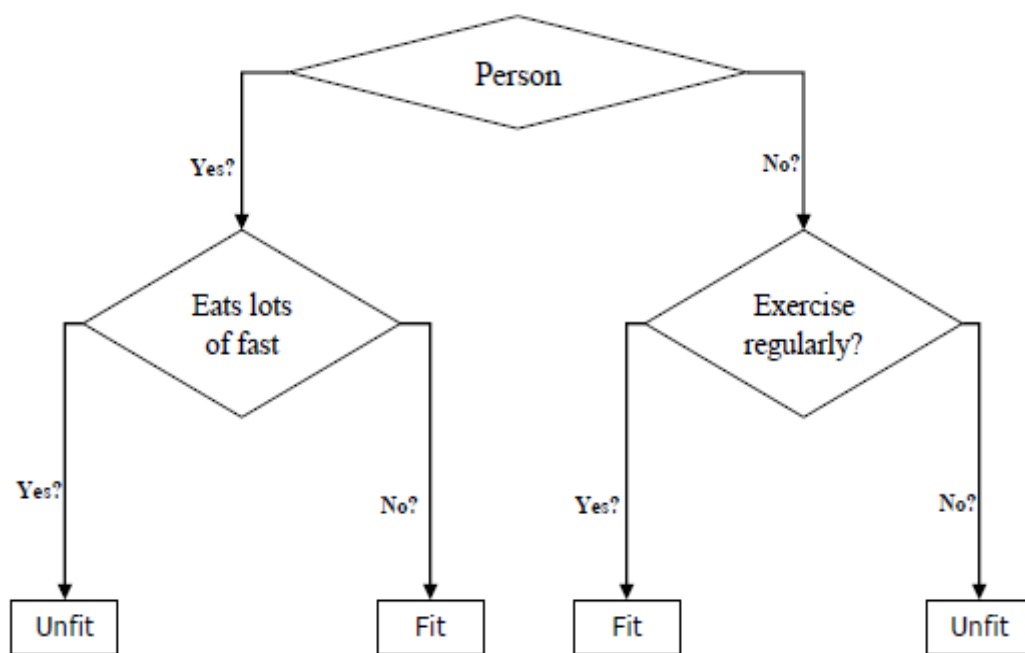 Person
Yes?
No?
Eats lots
of fast
Exercise
regularly?
Yes?
No?
Yes?
No?
Unfit
Fit
Fit
Unfit